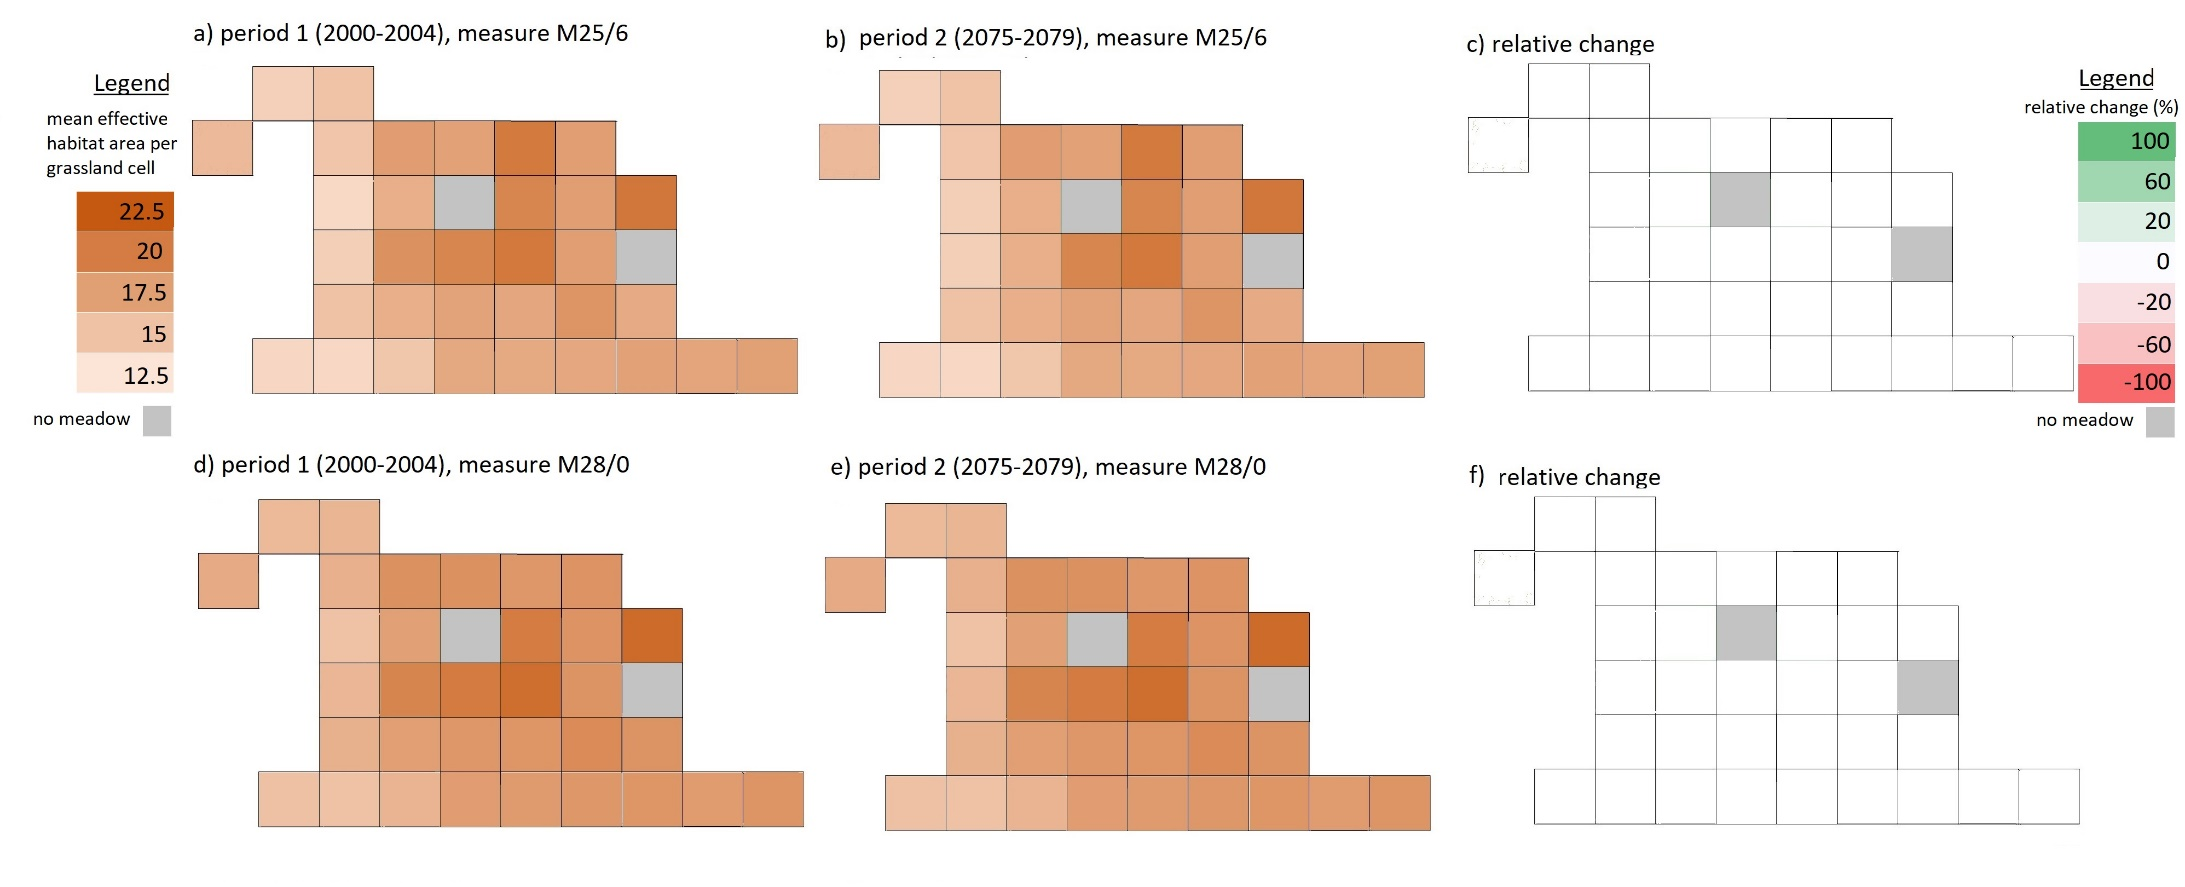 a) period 1 (2000-2004), measure M25/6
b) period 2 (2075-2079), measure M25/6
c) relative change
Legend
mean effective
habitat area per
grassland cell
22.5
20
17.5
15
12.5
no meadow
Legend
relative change (%)
100
60
20
0
-20
-60
-100
no meadow
d) period 1 (2000-2004), measure M28/0
e) period 2 (2075-2079), measure M28/0
f) relative change